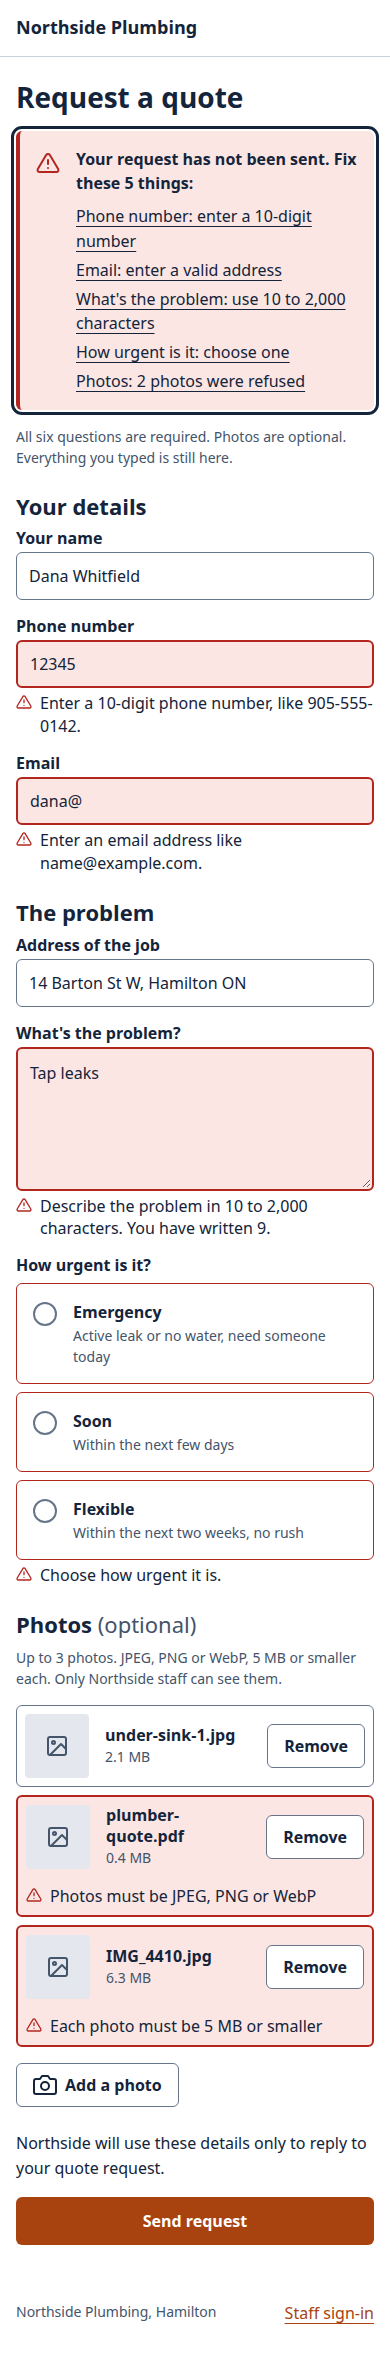 Northside Plumbing
Request a quote
Your request has not been sent. Fix
these 5 things:
Phone number: enter a 10-digit
number
Email: enter a valid address
What's the problem: use 10 to 2,000
characters
How urgent is it: choose one
Photos: 2 photos were refused
All six questions are required. Photos are optional.
Everything you typed is still here.
Your details
Your name
Dana Whitfield
Phone number
12345
Enter a 10-digit phone number, like 905-555-
0142.
Email
dana@
Enter an email address like
name@example.com.
The problem
Address of the job
14 Barton St W, Hamilton ON
What's the problem?
Tap leaks
Describe the problem in 10 to 2,000
characters. You have written 9.
How urgent is it?
Emergency
Active leak or no water, need someone
today
Soon
Within the next few days
Flexible
Within the next two weeks, no rush
Choose how urgent it is.
Photos (optional)
Up to 3 photos. JPEG, PNG or WebP, 5 MB or smaller
each. Only Northside staff can see them.
under-sink-1.jpg
2.1 MB
Remove
plumber-
quote.pdf
0.4 MB
Remove
Photos must be JPEG, PNG or WebP
IMG_4410.jpg
6.3 MB
Remove
Each photo must be 5 MB or smaller
Add a photo
Northside will use these details only to reply to
your quote request.
Send request
Northside Plumbing, Hamilton
Staff sign-in